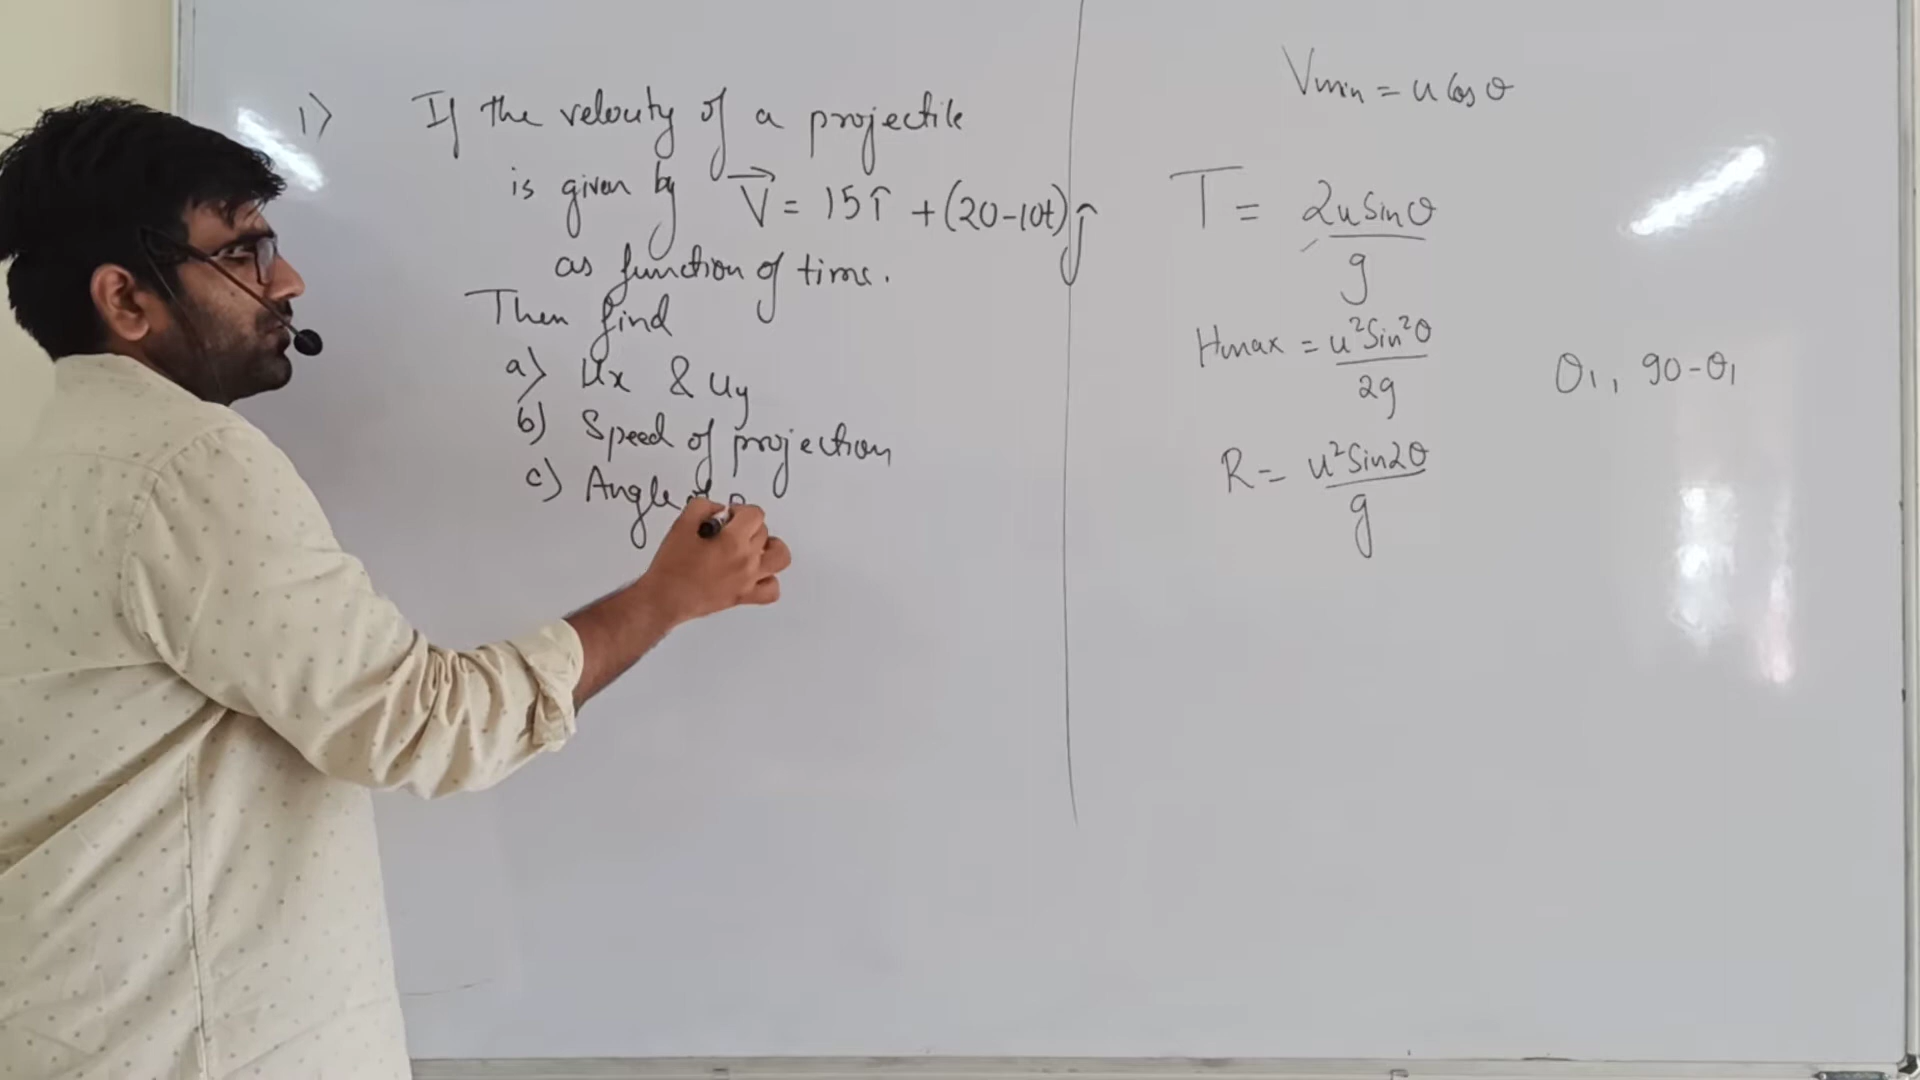 1) If the velocity of a projectile
is given by V⃗ = 15î + (20-10t)ĵ
as function of time.
Then find
a) Ux & Uy
b) Speed of projection
c) Angle of
Vmin = u Cos θ
T = 2u Sin θ / g
Hmax = u² Sin² θ / 2g
θ₁, 90-θ₁
R = u² Sin 2θ / g